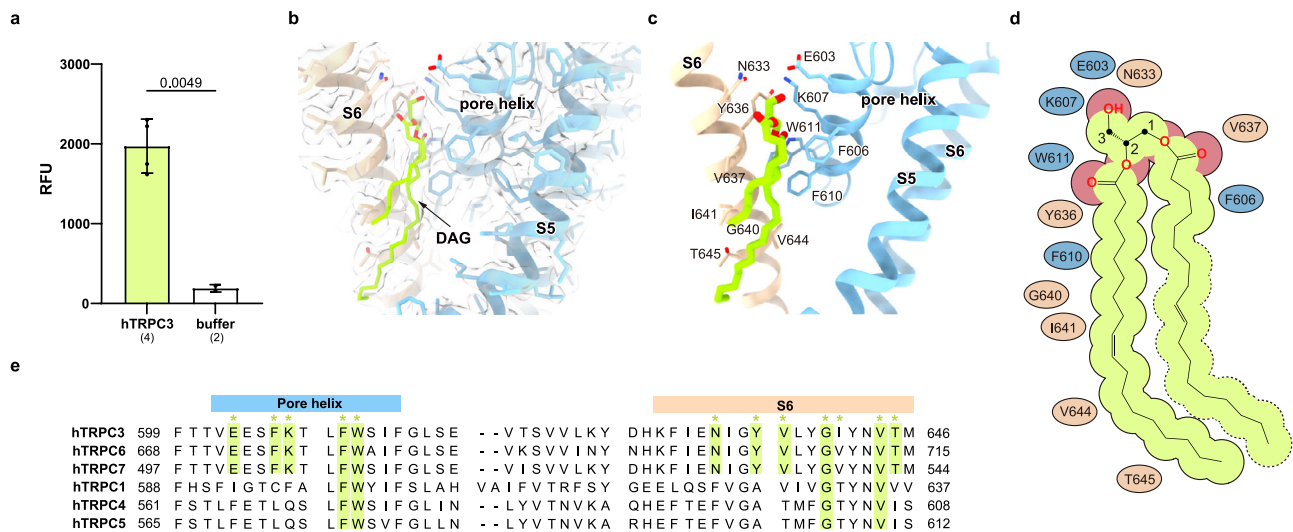 a
3000
2000
1000
0
RFU
0.0049
hTRPC3
(4)
buffer
(2)
b
S6
pore helix
DAG
S5
c
S6
N633
E603
K607
pore helix
Y636
W611
F606
S6
V637
F610
S5
I641
G640
V644
T645
d
E603
N633
K607
OH
V637
3
1
2
O
O
O
O
W611
F606
Y636
F610
G640
I641
V644
T645
e
Pore helix
S6
* * * * * * * * * * * *
hTRPC3 599 F T T V E E S F K T L F W S I F G L S E - - V T S V V L K Y D H K F I E N I G Y V L Y G I Y N V T M 646
hTRPC6 668 F T T V E E S F K T L F W A I F G L S E - - V K S V V I N Y N H K F I E N I G Y V L Y G V Y N V T M 715
hTRPC7 497 F T T V E E S F K T L F W S I F G L S E - - V I S V V L K Y D H K F I E N I G Y V L Y G V Y N V T M 544
hTRPC1 588 F H S F I G T C F A L F W Y I F S L A H V A I F V T R F S Y G E E L Q S F V G A V I V G T Y N V V V 637
hTRPC4 561 F S T L F E T L Q S L F W S I F G L I N - - L Y V T N V K A Q H E F T E F V G A T M F G T Y N V I S 608
hTRPC5 565 F S T L F E T L Q S L F W S V F G L L N - - L Y V T N V K A R H E F T E F V G A T M F G T Y N V I S 612